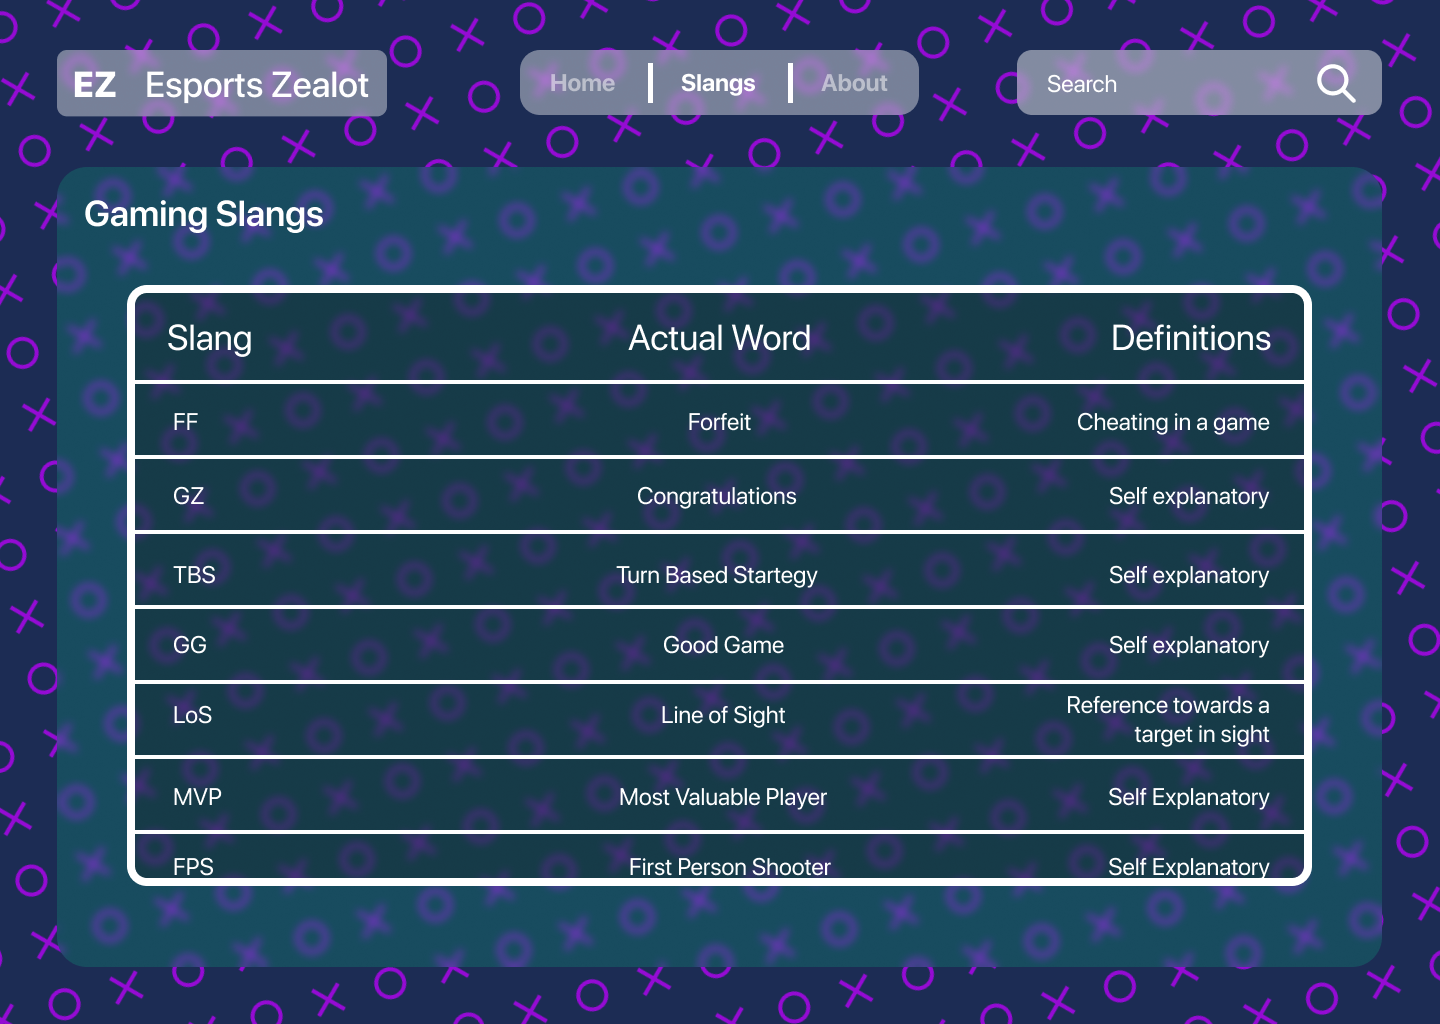 EZ Esports Zealot
Home Slangs About
Search
Gaming Slangs
Slang Actual Word Definitions
FF Forfeit Cheating in a game
GZ Congratulations Self explanatory
TBS Turn Based Startegy Self explanatory
GG Good Game Self explanatory
LoS Line of Sight Reference towards a
target in sight
MVP Most Valuable Player Self Explanatory
FPS First Person Shooter Self Explanatory